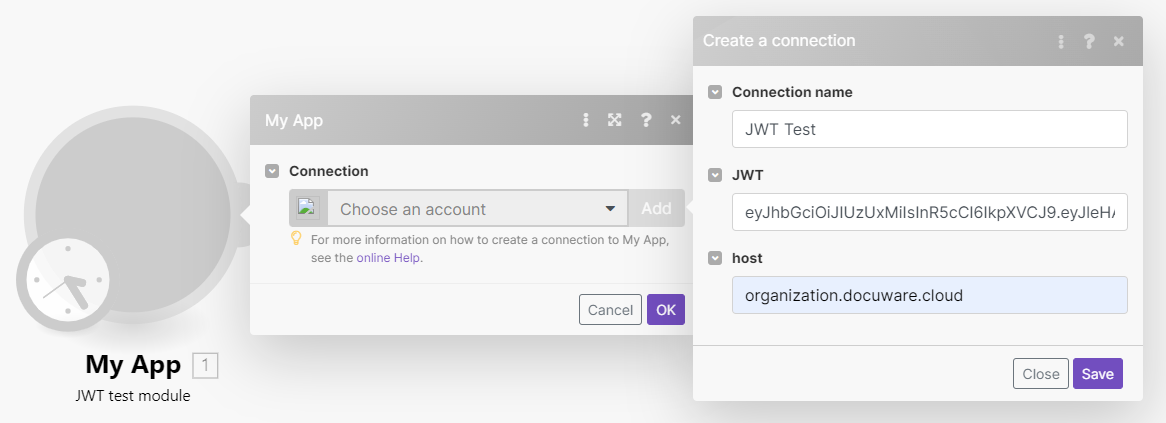 My App 1
JWT test module
My App
Connection
Choose an account
Add
For more information on how to create a connection to My App,
see the online Help.
Cancel
OK
Create a connection
Connection name
JWT Test
JWT
eyJhbGciOiJIUzUxMiIsInR5cCI6IkpXVCJ9.eyJleHA
host
organization.docuware.cloud
Close
Save